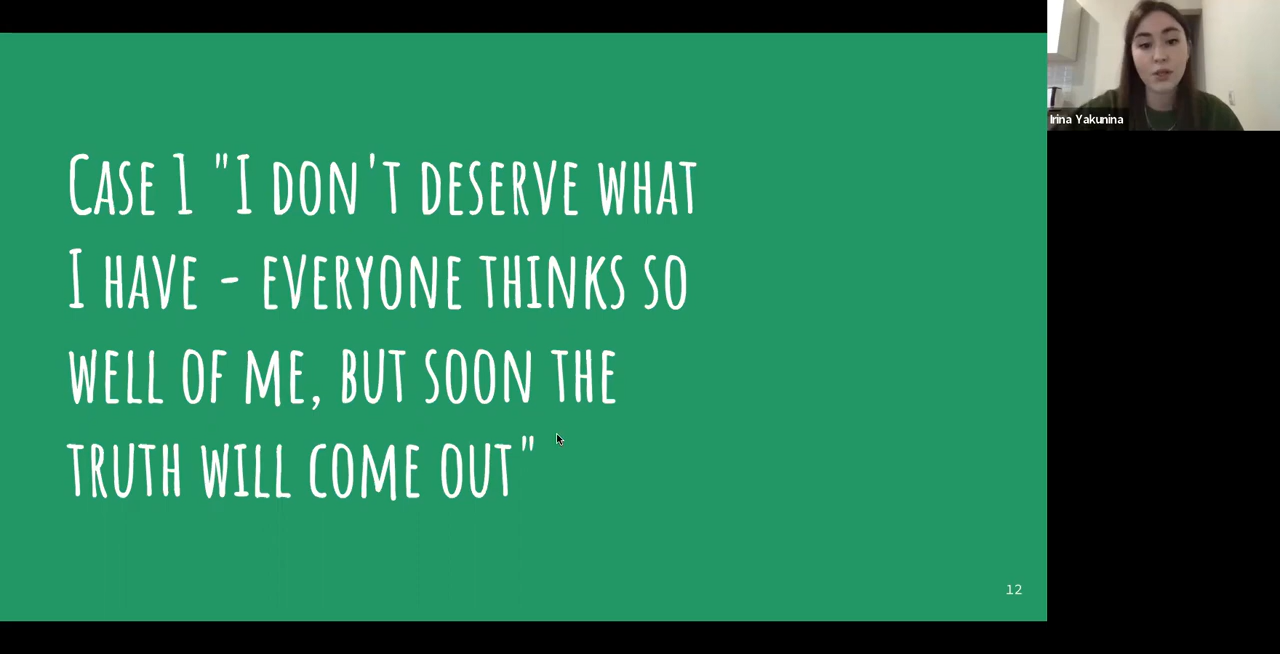 Case 1 "I don't deserve what
I have - everyone thinks so
well of me, but soon the
truth will come out"
12
Irina Yakunina